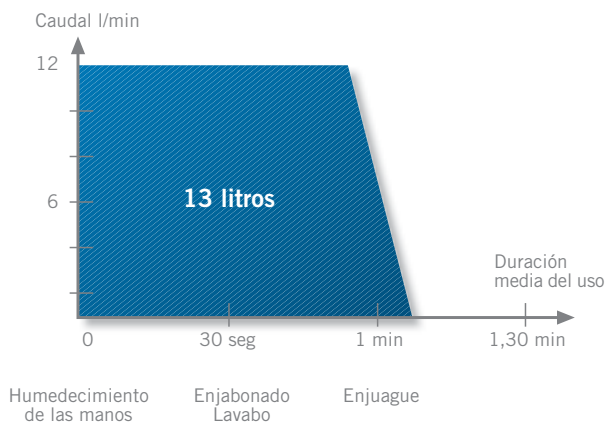 Caudal l/min
12
6
13 litros
Duración
media del uso
0
30 seg
1 min
1,30 min
Humedecimiento
de las manos
Enjabonado
Lavabo
Enjuague